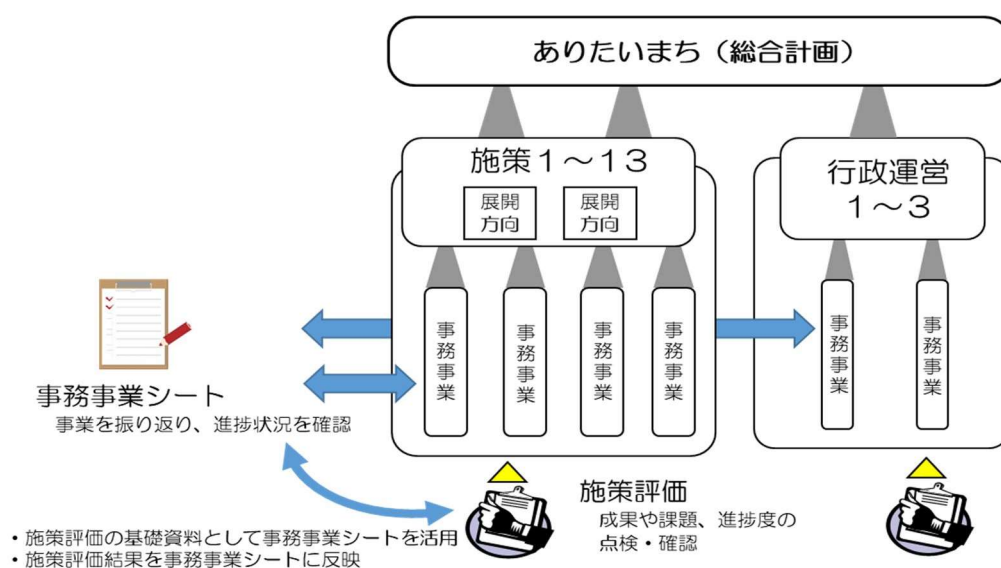 ありたいまち（総合計画）
施策１～１３
展開
方向
展開
方向
行政運営
１～３
事務事業
事務事業
事務事業
事務事業
事務事業
事務事業
事務事業シート
事業を振り返り、進捗状況を確認
施策評価
成果や課題、進捗度の
点検・確認
・施策評価の基礎資料として事務事業シートを活用
・施策評価結果を事務事業シートに反映